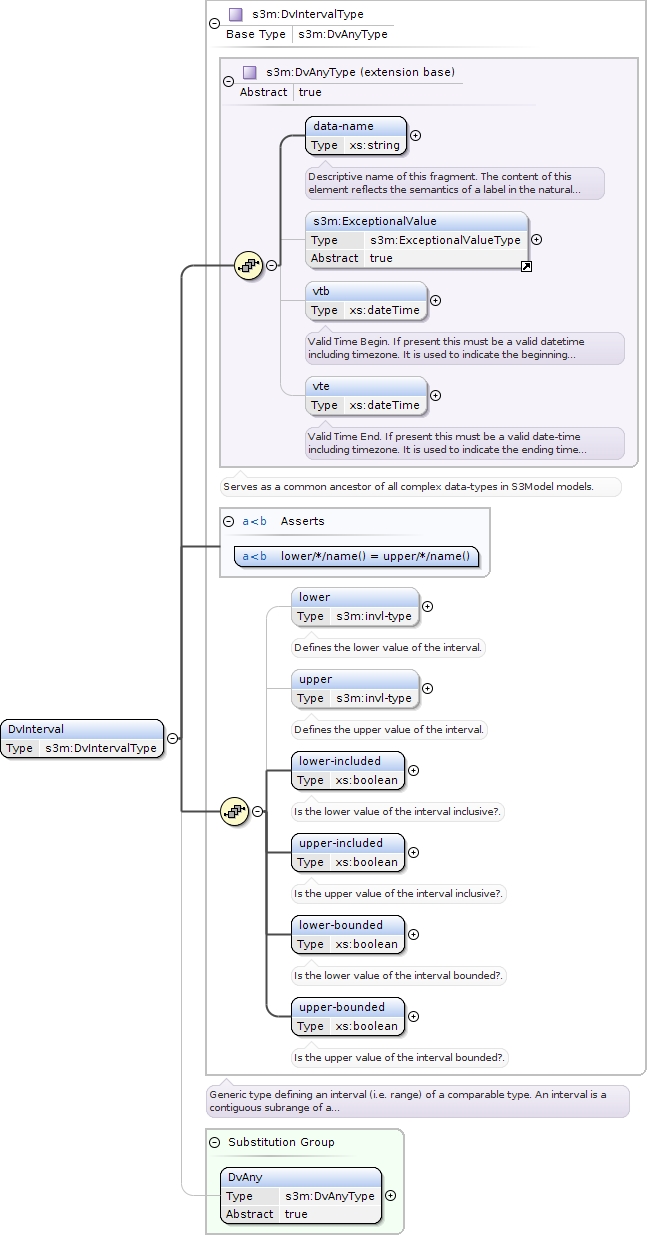 s3m:DvIntervalType
Base Type s3m:DvAnyType
s3m:DvAnyType (extension base)
Abstract true
data-name
Type xs:string
Descriptive name of this fragment. The content of this
element reflects the semantics of a label in the natural...
s3m:ExceptionalValue
Type s3m:ExceptionalValueType
Abstract true
vtb
Type xs:dateTime
Valid Time Begin. If present this must be a valid datetime
including timezone. It is used to indicate the beginning...
vte
Type xs:dateTime
Valid Time End. If present this must be a valid date-time
including timezone. It is used to indicate the ending time...
Serves as a common ancestor of all complex data-types in S3Model models.
a<b Asserts
a<b lower/*/name() = upper/*/name()
lower
Type s3m:invl-type
Defines the lower value of the interval.
upper
Type s3m:invl-type
Defines the upper value of the interval.
DvInterval
Type s3m:DvIntervalType
lower-included
Type xs:boolean
Is the lower value of the interval inclusive?.
upper-included
Type xs:boolean
Is the upper value of the interval inclusive?.
lower-bounded
Type xs:boolean
Is the lower value of the interval bounded?.
upper-bounded
Type xs:boolean
Is the upper value of the interval bounded?.
Generic type defining an interval (i.e. range) of a comparable type. An interval is a
contiguous subrange of a...
Substitution Group
DvAny
Type s3m:DvAnyType
Abstract true